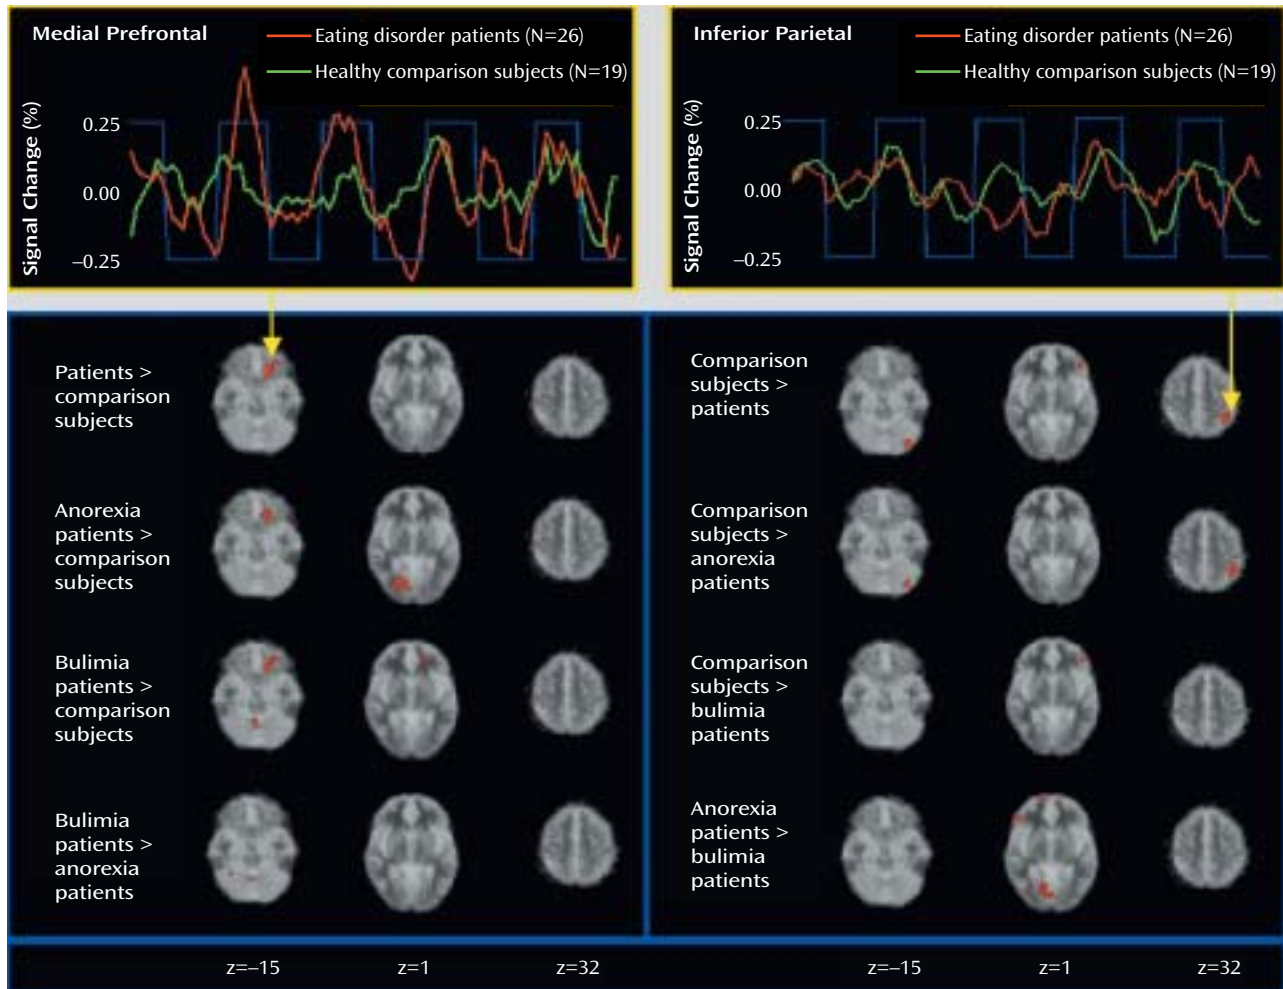 Medial Prefrontal
Eating disorder patients (N=26)
Healthy comparison subjects (N=19)
Signal Change (%)
0.25
0.00
−0.25
Inferior Parietal
Eating disorder patients (N=26)
Healthy comparison subjects (N=19)
Signal Change (%)
0.25
0.00
−0.25
Patients >
comparison
subjects
Anorexia
patients >
comparison
subjects
Bulimia
patients >
comparison
subjects
Bulimia
patients >
anorexia
patients
Comparison
subjects >
patients
Comparison
subjects >
anorexia
patients
Comparison
subjects >
bulimia
patients
Anorexia
patients >
bulimia
patients
z=–15
z=1
z=32
z=–15
z=1
z=32